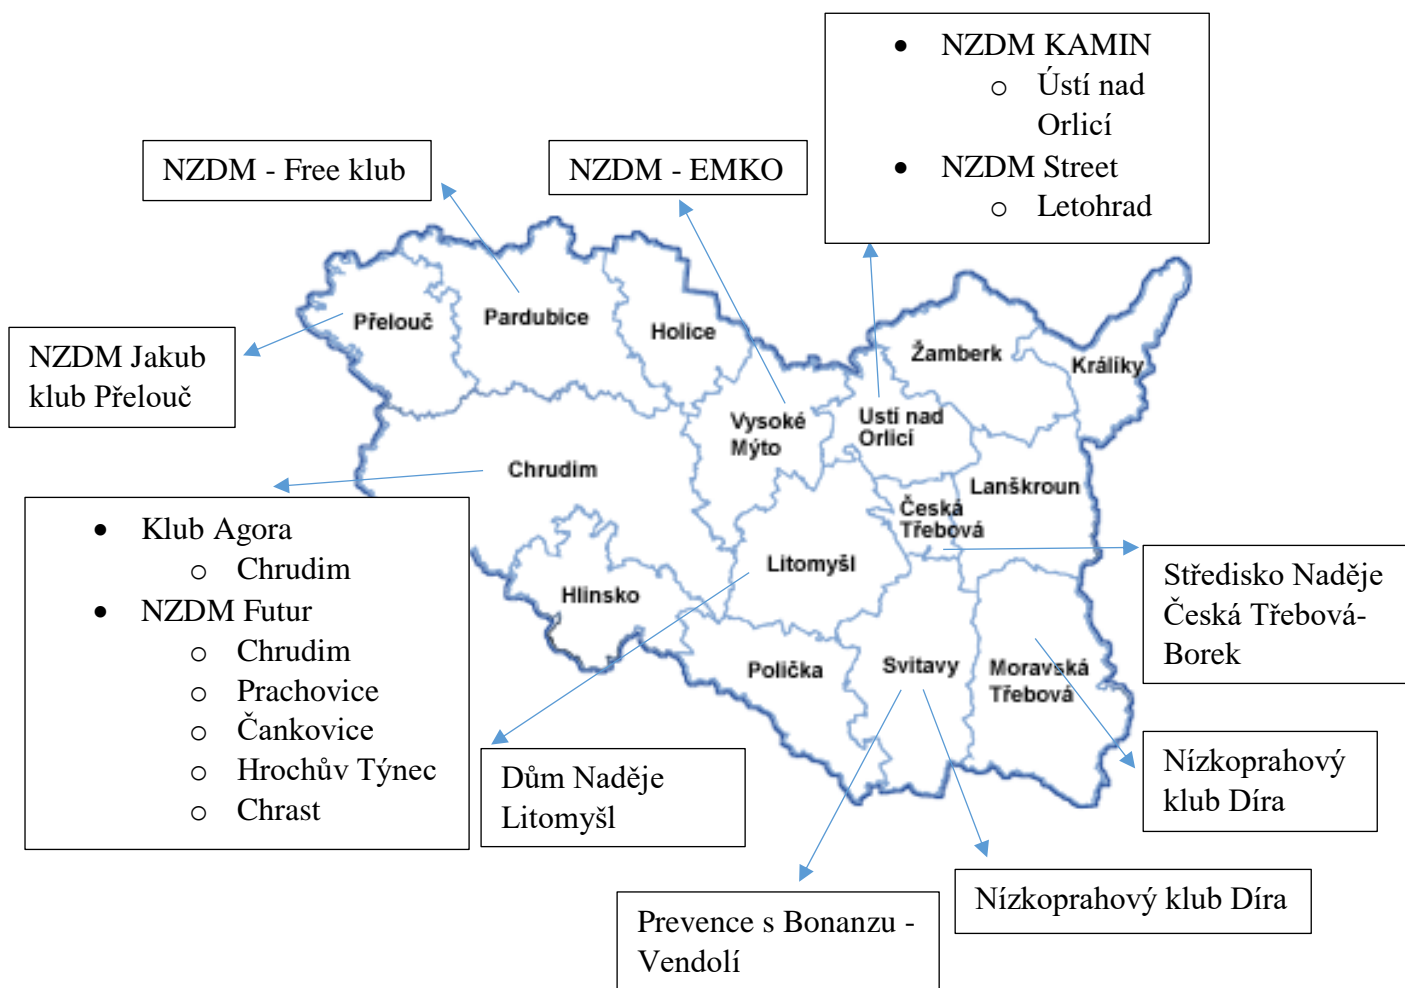 • NZDM KAMIN
o Ústí nad
Orlicí
• NZDM Street
o Letohrad
NZDM - Free klub
NZDM - EMKO
NZDM Jakub
klub Přelouč
Přelouč
Pardubice
Holice
Žamberk
Králíky
Vysoké
Mýto
Ustí nad
Orlicí
Chrudim
Lanškroun
Česká
Třebová
Litomyšl
Hlinsko
Polička
Svitavy
Moravská
Třebová
• Klub Agora
o Chrudim
• NZDM Futur
o Chrudim
o Prachovice
o Čankovice
o Hrochův Týnec
o Chrast
Středisko Naděje
Česká Třebová-
Borek
Dům Naděje
Litomyšl
Nízkoprahový
klub Díra
Nízkoprahový klub Díra
Prevence s Bonanzu -
Vendolí